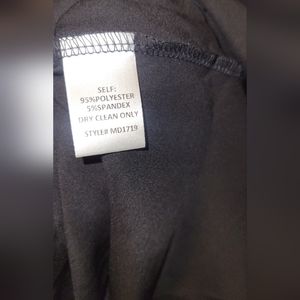 SELF:
95%POLYESTER
5%SPANDEX
DRY CLEAN ONLY
STYLE# MD1719